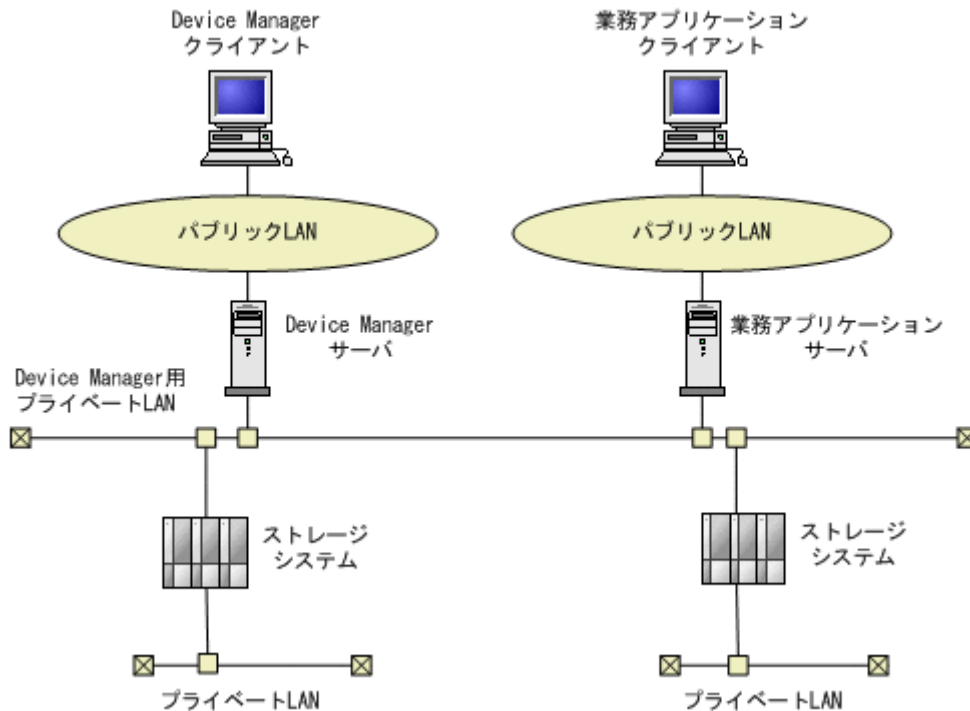 Device Manager
クライアント
業務アプリケーション
クライアント
パブリックLAN
パブリックLAN
Device Manager
サーバ
業務アプリケーション
サーバ
Device Manager用
プライベートLAN
ストレージ
システム
ストレージ
システム
プライベートLAN
プライベートLAN